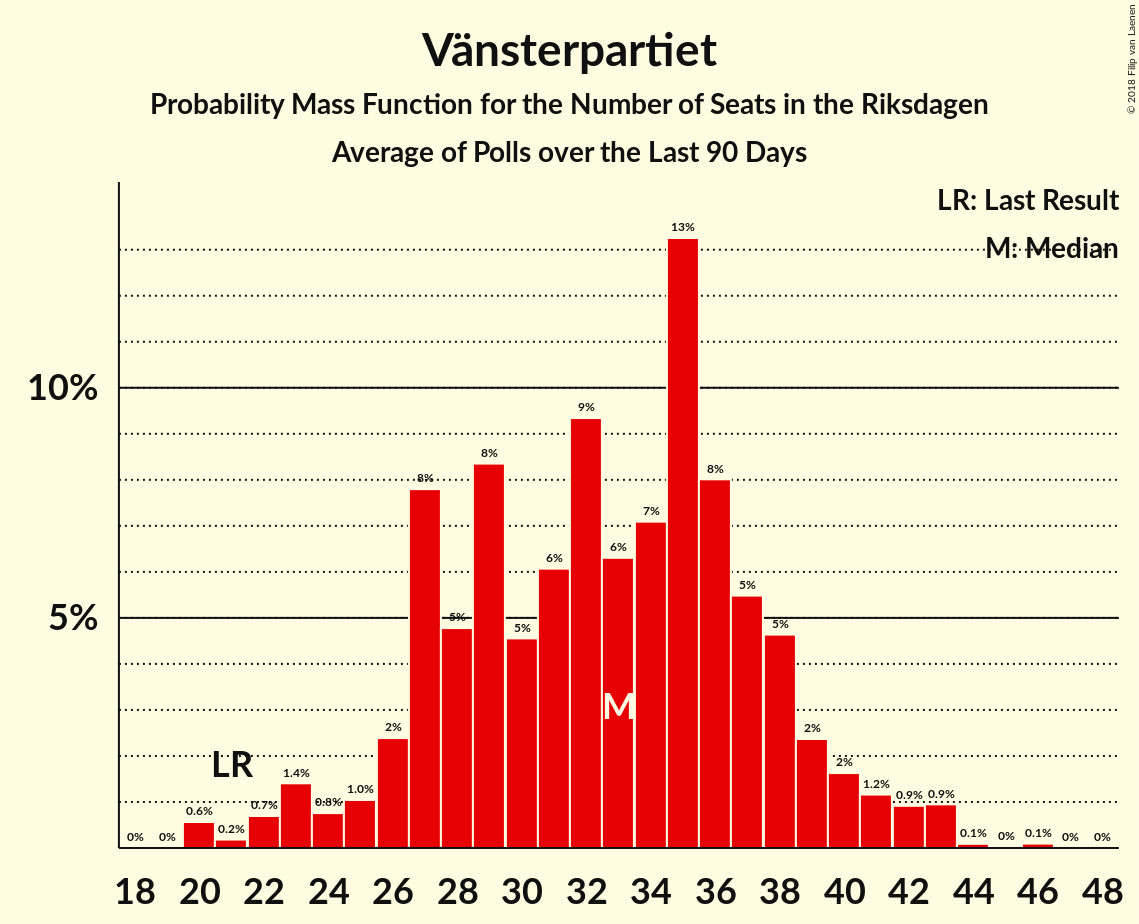 Vänsterpartiet
Probability Mass Function for the Number of Seats in the Riksdagen
Average of Polls over the Last 90 Days
© 2018 Filip van Laenen
LR: Last Result
M: Median
10%
5%
0% 0% 0.6% 0.2% 0.7% 1.4% 0.8% 1.0% 2% 8% 5% 8% 5% 6% 9% 6% 7% 13% 8% 5% 5% 2% 2% 1.2% 0.9% 0.9% 0.1% 0% 0.1% 0% 0%
LR
M
18 20 22 24 26 28 30 32 34 36 38 40 42 44 46 48